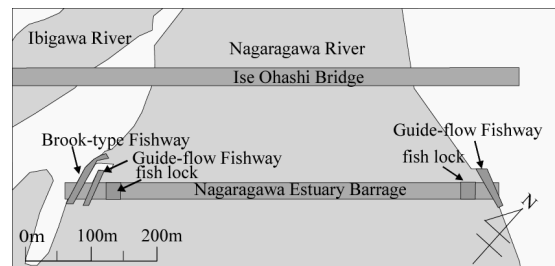 Ibigawa River
Nagaragawa River
Ise Ohashi Bridge
Brook-type Fishway
Guide-flow Fishway
Guide-flow Fishway
fish lock
fish lock
Nagaragawa Estuary Barrage
N
0m 100m 200m